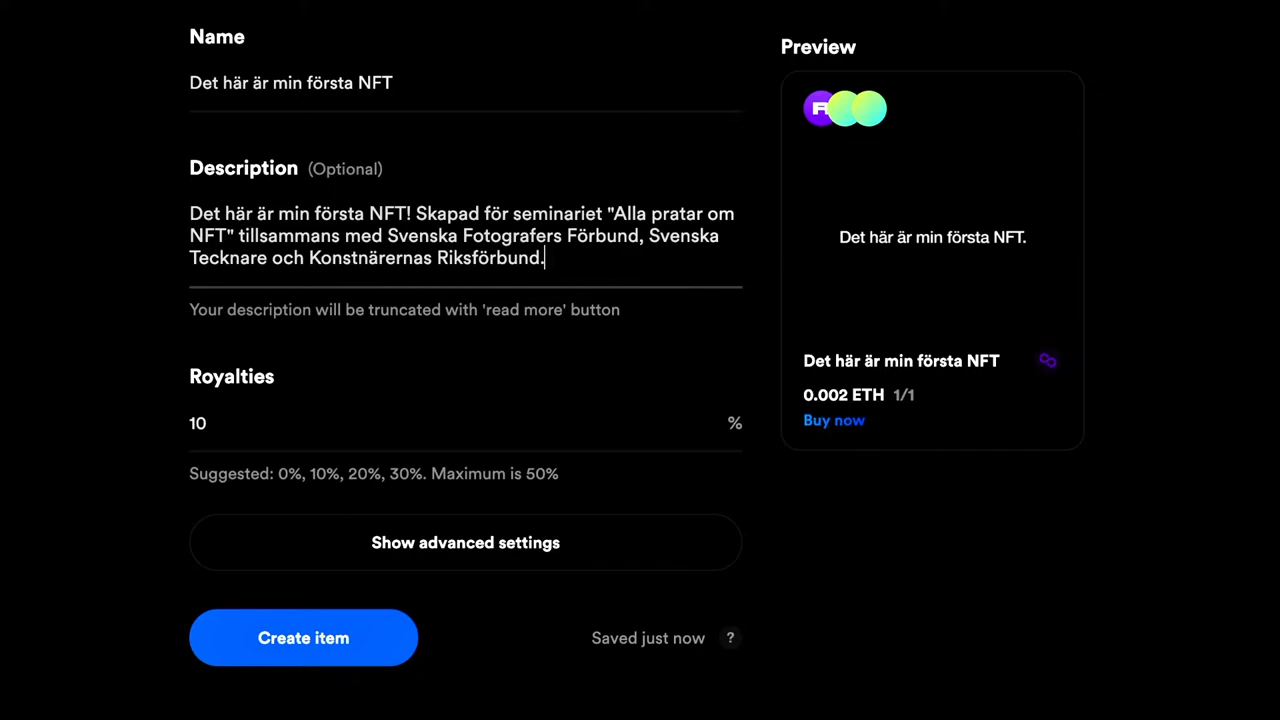 Name
Det här är min första NFT
Description (Optional)
Det här är min första NFT! Skapad för seminariet "Alla pratar om
NFT" tillsammans med Svenska Fotografers Förbund, Svenska
Tecknare och Konstnärernas Riksförbund.
Your description will be truncated with 'read more' button
Royalties
10 %
Suggested: 0%, 10%, 20%, 30%. Maximum is 50%
Show advanced settings
Create item
Saved just now ?
Preview
Det här är min första NFT.
Det här är min första NFT
0.002 ETH 1/1
Buy now